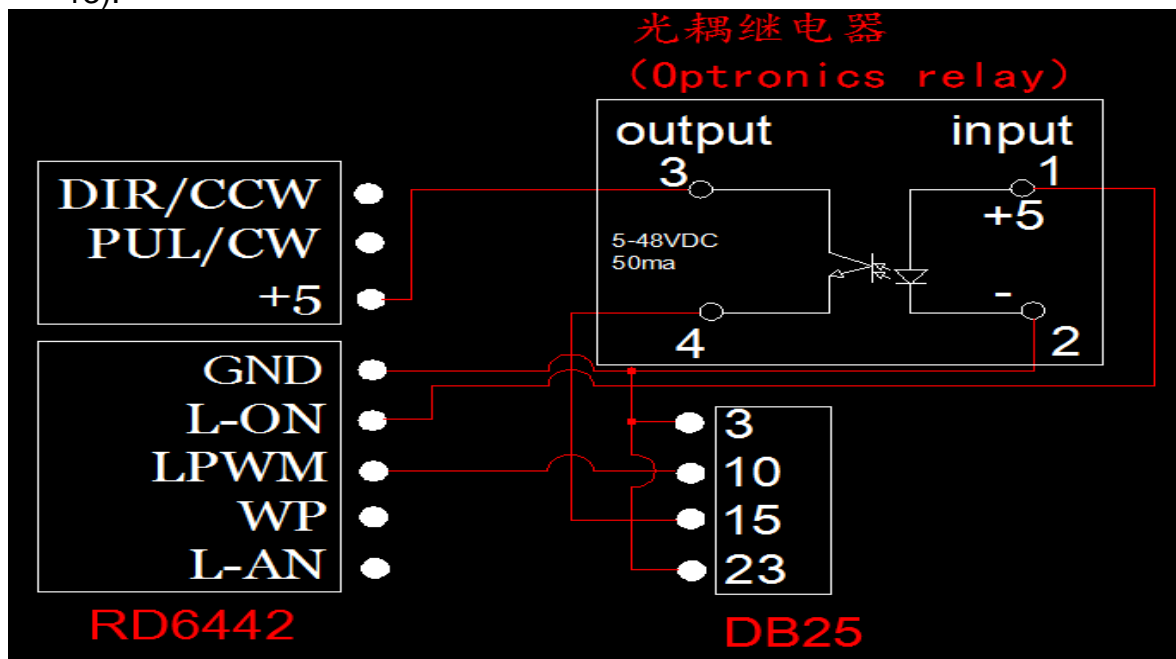 光耦继电器
（Optronics relay）
output
input
3
1
+5
5-48VDC
50ma
-
4
2
DIR/CCW
PUL/CW
+5
GND
L-ON
LPWM
WP
L-AN
RD6442
3
10
15
23
DB25